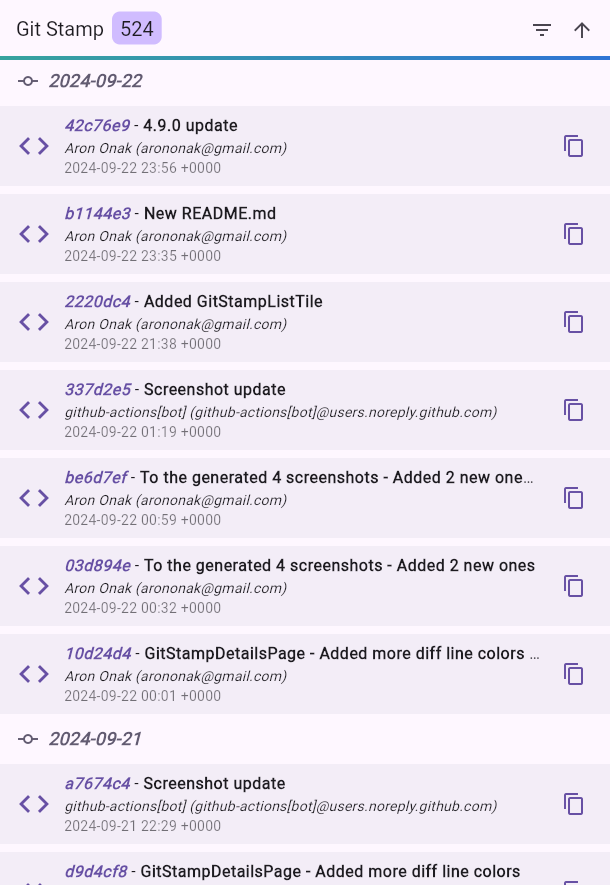 Git Stamp 524
2024-09-22
42c76e9 - 4.9.0 update
Aron Onak (arononak@gmail.com)
2024-09-22 23:56 +0000
b1144e3 - New README.md
Aron Onak (arononak@gmail.com)
2024-09-22 23:35 +0000
2220dc4 - Added GitStampListTile
Aron Onak (arononak@gmail.com)
2024-09-22 21:38 +0000
337d2e5 - Screenshot update
github-actions[bot] (github-actions[bot]@users.noreply.github.com)
2024-09-22 01:19 +0000
be6d7ef - To the generated 4 screenshots - Added 2 new one…
Aron Onak (arononak@gmail.com)
2024-09-22 00:59 +0000
03d894e - To the generated 4 screenshots - Added 2 new ones
Aron Onak (arononak@gmail.com)
2024-09-22 00:32 +0000
10d24d4 - GitStampDetailsPage - Added more diff line colors …
Aron Onak (arononak@gmail.com)
2024-09-22 00:01 +0000
2024-09-21
a7674c4 - Screenshot update
github-actions[bot] (github-actions[bot]@users.noreply.github.com)
2024-09-21 22:29 +0000
d9d4cf8 - GitStampDetailsPage - Added more diff line colors